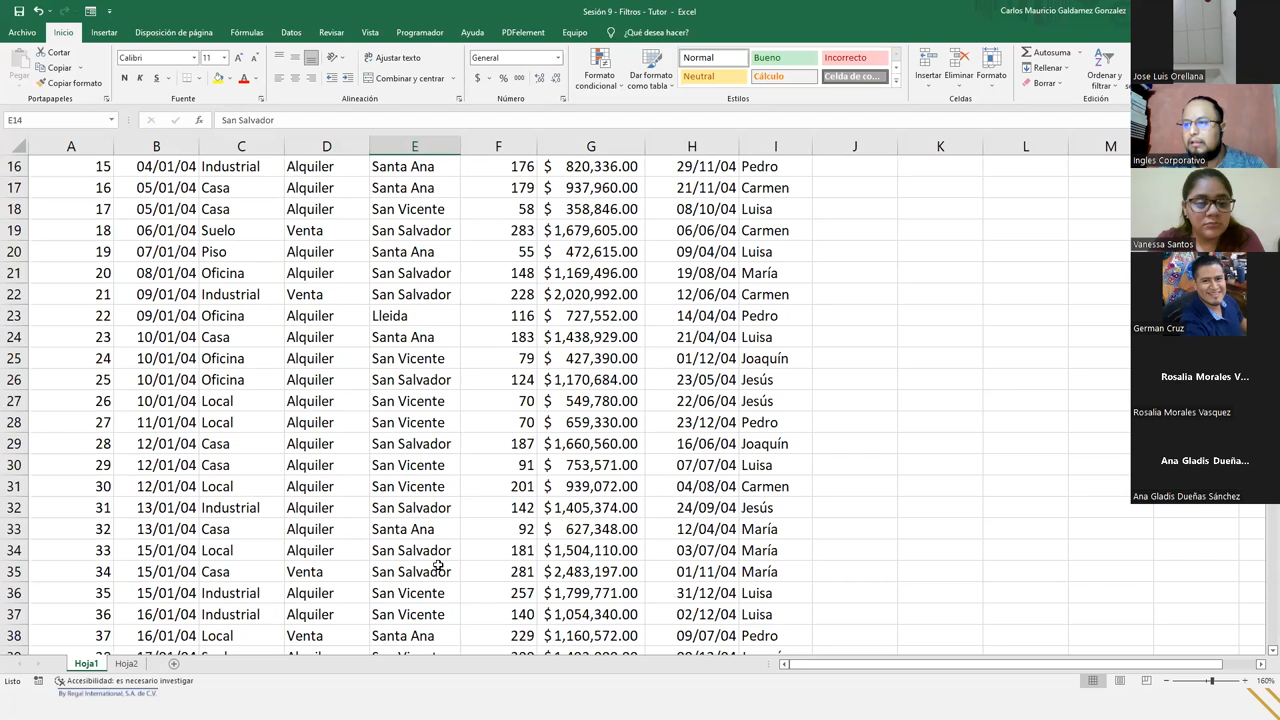 Sesión 9 - Filtros - Tutor - Excel
Carlos Mauricio Galdamez Gonzalez
Archivo Inicio Insertar Disposición de página Fórmulas Datos Revisar Vista Programador Ayuda PDFelement Equipo ¿Qué desea hacer?
Pegar
Cortar
Copiar
Copiar formato
Calibri 11
N K S
Ajustar texto
Combinar y centrar
General
$ % 000
Formato condicional
Dar formato como tabla
Normal Bueno Incorrecto
Neutral Cálculo Celda de co...
Insertar Eliminar Formato
Autosuma
Rellenar
Borrar
Ordenar y
Portapapeles Fuente Alineación Número Estilos Celdas Edición
E14 fx San Salvador
A B C D E F G H I J K L M
16 15 04/01/04 Industrial Alquiler Santa Ana 176 $ 820,336.00 29/11/04 Pedro
17 16 05/01/04 Casa Alquiler Santa Ana 179 $ 937,960.00 21/11/04 Carmen
18 17 05/01/04 Casa Alquiler San Vicente 58 $ 358,846.00 08/10/04 Luisa
19 18 06/01/04 Suelo Venta San Salvador 283 $ 1,679,605.00 06/06/04 Carmen
20 19 07/01/04 Piso Alquiler Santa Ana 55 $ 472,615.00 09/04/04 Luisa
21 20 08/01/04 Oficina Alquiler San Salvador 148 $ 1,169,496.00 19/08/04 María
22 21 09/01/04 Industrial Venta San Salvador 228 $ 2,020,992.00 12/06/04 Carmen
23 22 09/01/04 Oficina Alquiler Lleida 116 $ 727,552.00 14/04/04 Pedro
24 23 10/01/04 Casa Alquiler Santa Ana 183 $ 1,438,929.00 21/04/04 Luisa
25 24 10/01/04 Oficina Alquiler San Vicente 79 $ 427,390.00 01/12/04 Joaquín
26 25 10/01/04 Oficina Alquiler San Salvador 124 $ 1,170,684.00 23/05/04 Jesús
27 26 10/01/04 Local Alquiler San Vicente 70 $ 549,780.00 22/06/04 Jesús
28 27 11/01/04 Local Alquiler San Vicente 70 $ 659,330.00 23/12/04 Pedro
29 28 12/01/04 Casa Alquiler San Salvador 187 $ 1,660,560.00 16/06/04 Joaquín
30 29 12/01/04 Casa Alquiler San Vicente 91 $ 753,571.00 07/07/04 Luisa
31 30 12/01/04 Local Alquiler San Vicente 201 $ 939,072.00 04/08/04 Carmen
32 31 13/01/04 Industrial Alquiler San Vicente 142 $ 1,405,374.00 24/09/04 Jesús
33 32 13/01/04 Casa Alquiler Santa Ana 92 $ 627,348.00 12/04/04 María
34 33 15/01/04 Local Alquiler San Salvador 181 $ 1,504,110.00 03/07/04 María
35 34 15/01/04 Casa Venta San Salvador 281 $ 2,483,197.00 01/11/04 María
36 35 15/01/04 Industrial Alquiler San Vicente 257 $ 1,799,771.00 31/12/04 Luisa
37 36 16/01/04 Industrial Alquiler San Vicente 140 $ 1,054,340.00 02/12/04 Luisa
38 37 16/01/04 Local Venta Santa Ana 229 $ 1,160,572.00 09/07/04 Pedro
Hoja1 Hoja2
Listo Accesibilidad: es necesario investigar 160%
By Regal International, S.A. de C.V.
Jose Luis Orellana
Ingles Corporativo
Vanessa Santos
German Cruz
Rosalia Morales V...
Rosalia Morales Vasquez
Ana Gladis Dueña...
Ana Gladis Dueñas Sánchez